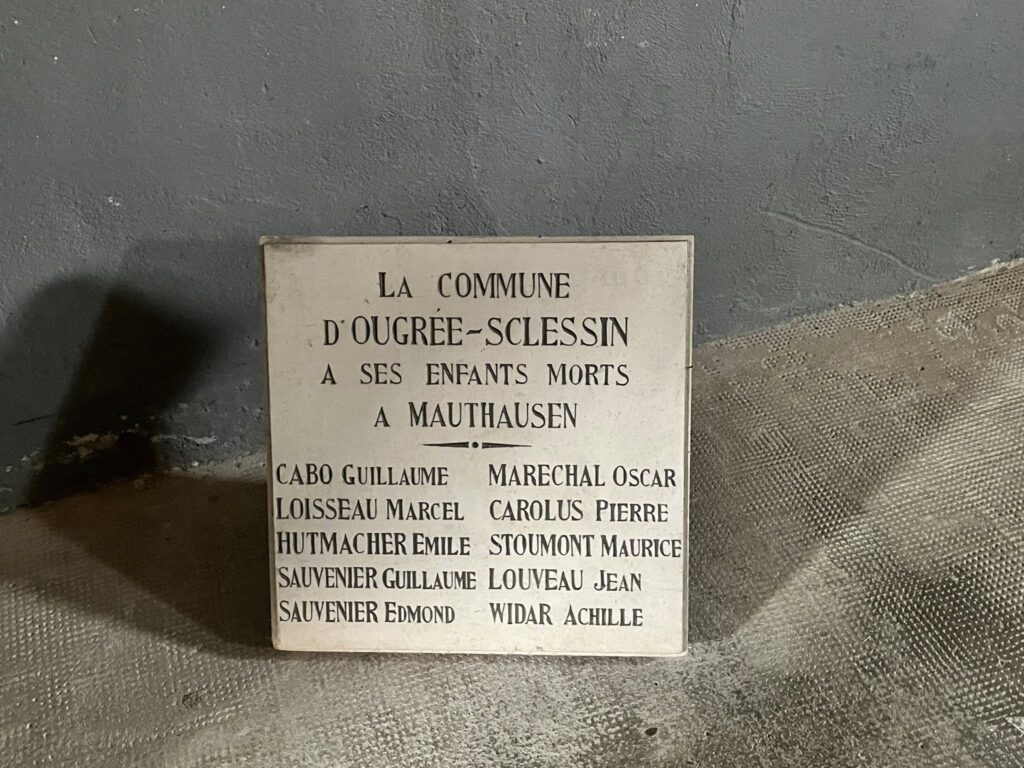 LA COMMUNE
D'OUGRÉE-SCLESSIN
A SES ENFANTS MORTS
A MAUTHAUSEN
CABO GUILLAUME MARECHAL OSCAR
LOISSEAU MARCEL CAROLUS PIERRE
HUTMACHER EMILE STOUMONT MAURICE
SAUVENIER GUILLAUME LOUVEAU JEAN
SAUVENIER EDMOND WIDAR ACHILLE